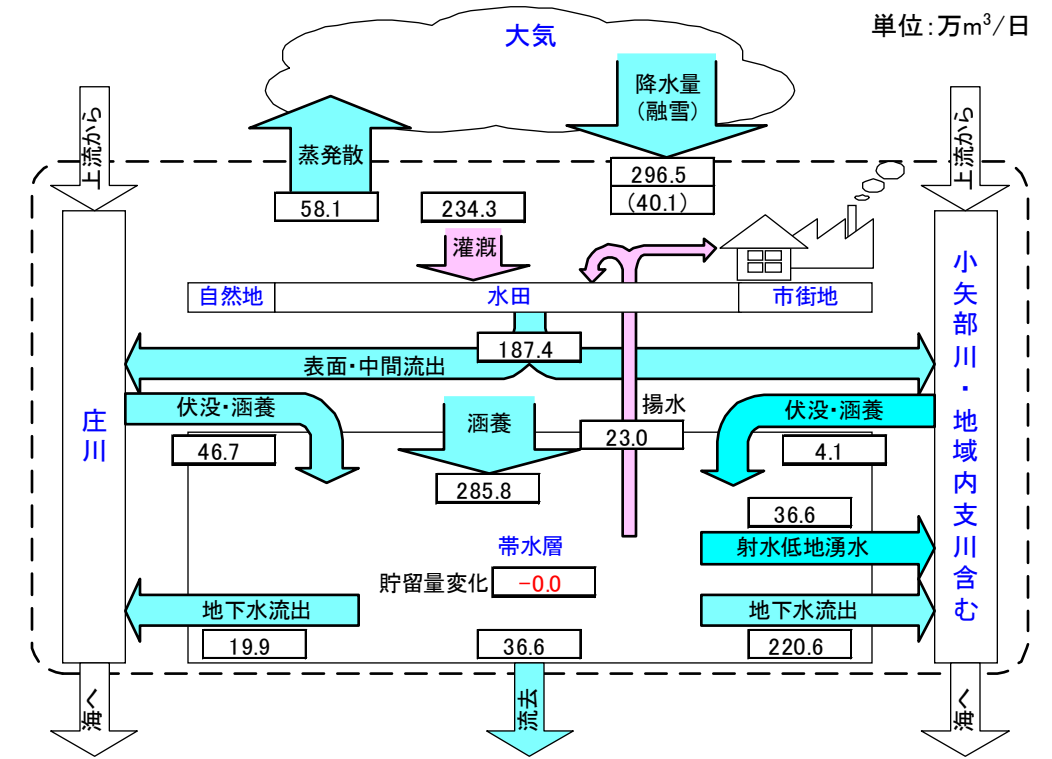 大気
単位:万m³/日
降水量
(融雪)
上流から
上流から
蒸発散
296.5
(40.1)
58.1
234.3
灌漑
自然地
水田
市街地
187.4
表面・中間流出
伏没・涵養
涵養
揚水
伏没・涵養
46.7
23.0
4.1
285.8
庄川
小矢部川・地域内支川含む
36.6
帯水層
射水低地湧水
貯留量変化
-0.0
地下水流出
地下水流出
19.9
36.6
220.6
海へ
流去
海へ